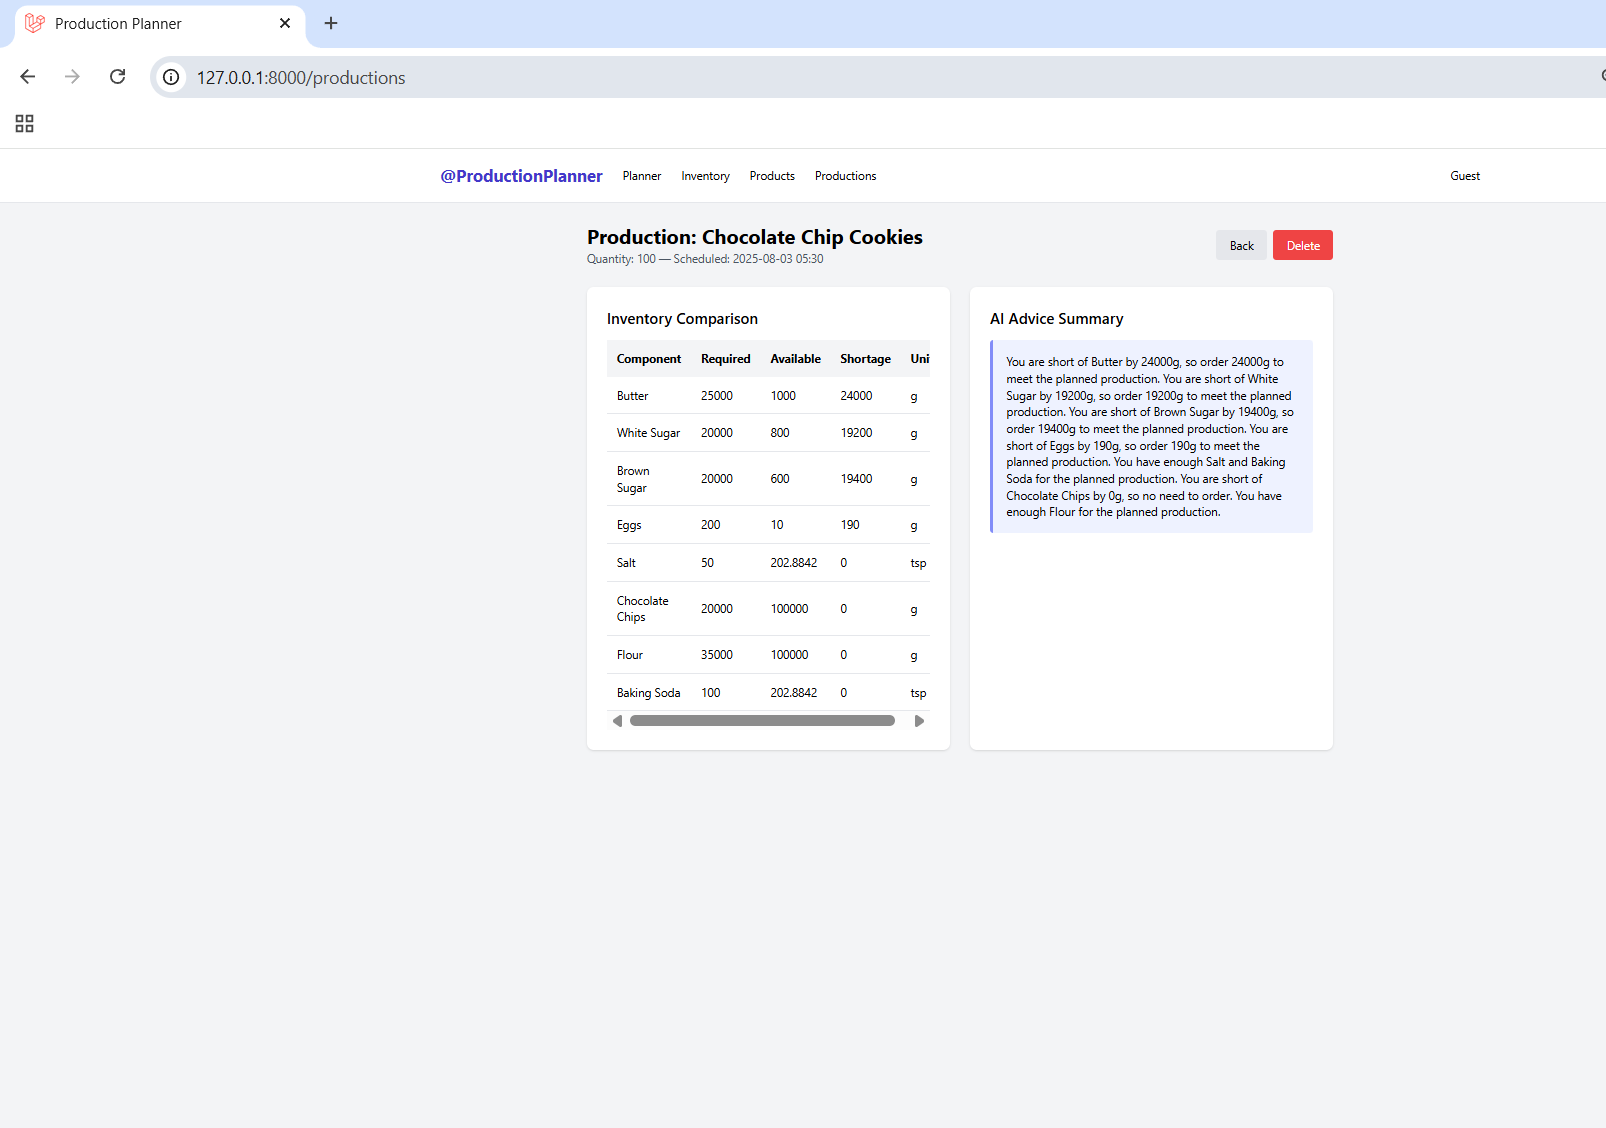 Production Planner
127.0.0.1:8000/productions
@ProductionPlanner Planner Inventory Products Productions Guest
Production: Chocolate Chip Cookies
Quantity: 100 — Scheduled: 2025-08-03 05:30
Back Delete
Inventory Comparison
Component Required Available Shortage Uni
Butter 25000 1000 24000 g
White Sugar 20000 800 19200 g
Brown
Sugar 20000 600 19400 g
Eggs 200 10 190 g
Salt 50 202.8842 0 tsp
Chocolate
Chips 20000 100000 0 g
Flour 35000 100000 0 g
Baking Soda 100 202.8842 0 tsp
AI Advice Summary
You are short of Butter by 24000g, so order 24000g to
meet the planned production. You are short of White
Sugar by 19200g, so order 19200g to meet the planned
production. You are short of Brown Sugar by 19400g, so
order 19400g to meet the planned production. You are
short of Eggs by 190g, so order 190g to meet the
planned production. You have enough Salt and Baking
Soda for the planned production. You are short of
Chocolate Chips by 0g, so no need to order. You have
enough Flour for the planned production.